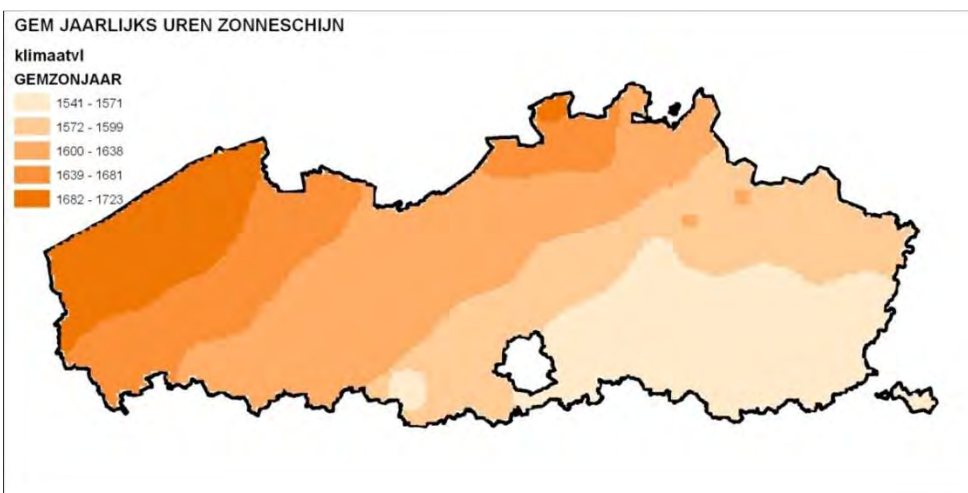 GEM JAARLIJKS UREN ZONNESCHIJN
klimaatvl
GEMZONJAAR
1541 - 1571
1572 - 1599
1600 - 1638
1639 - 1681
1682 - 1723